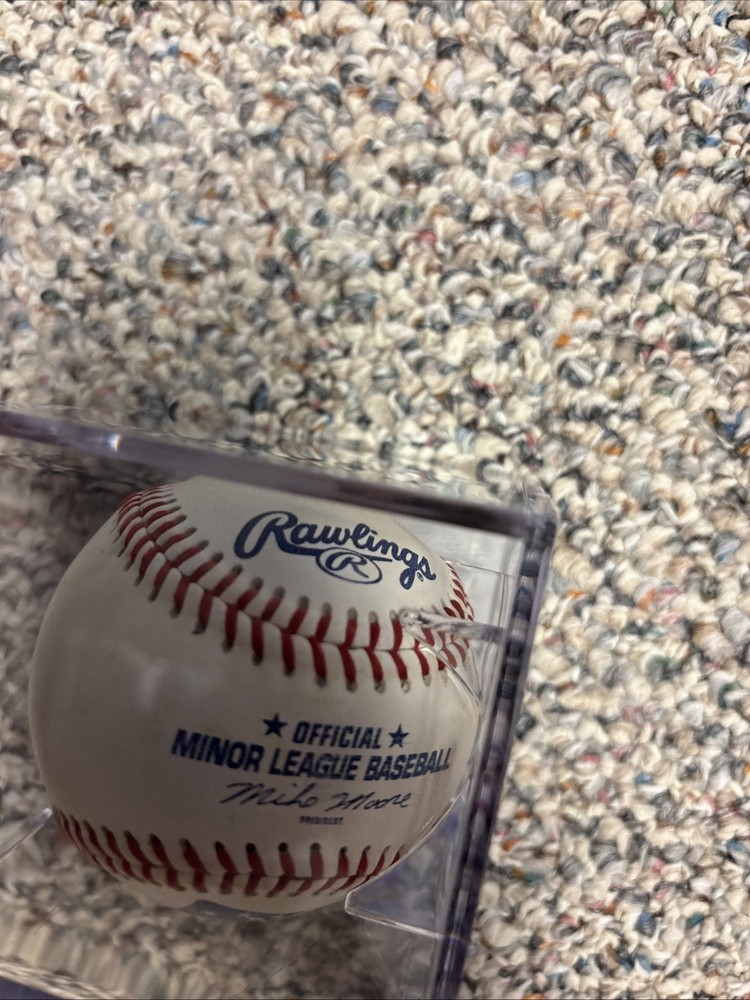 Rawlings
R
★ OFFICIAL ★
MINOR LEAGUE BASEBALL
Mike Moore
PRESIDENT